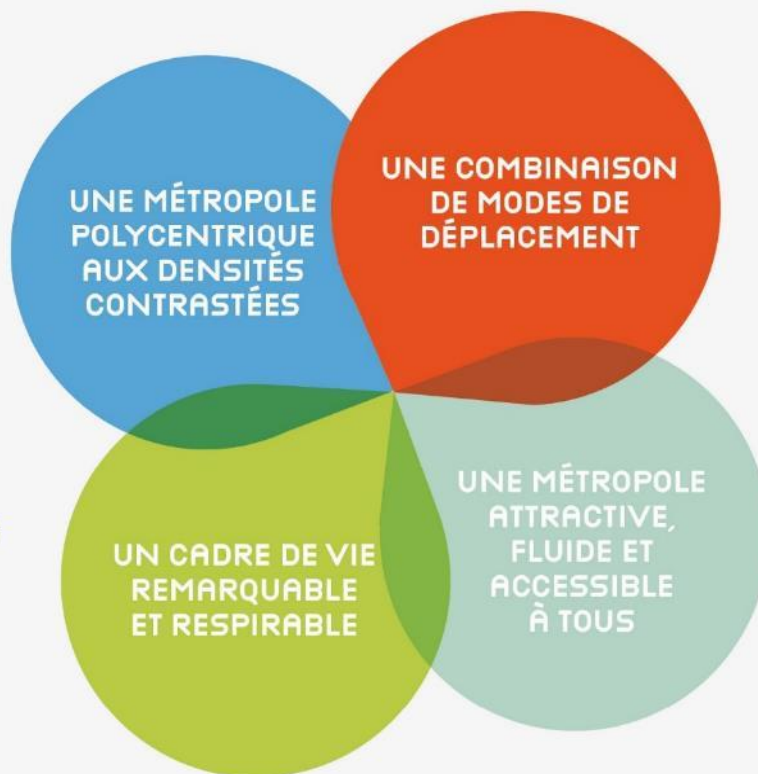 UNE MÉTROPOLE
POLYCENTRIQUE
AUX DENSITÉS
CONTRASTÉES
UNE COMBINAISON
DE MODES DE
DÉPLACEMENT
UN CADRE DE VIE
REMARQUABLE
ET RESPIRABLE
UNE MÉTROPOLE
ATTRACTIVE,
FLUIDE ET
ACCESSIBLE
À TOUS